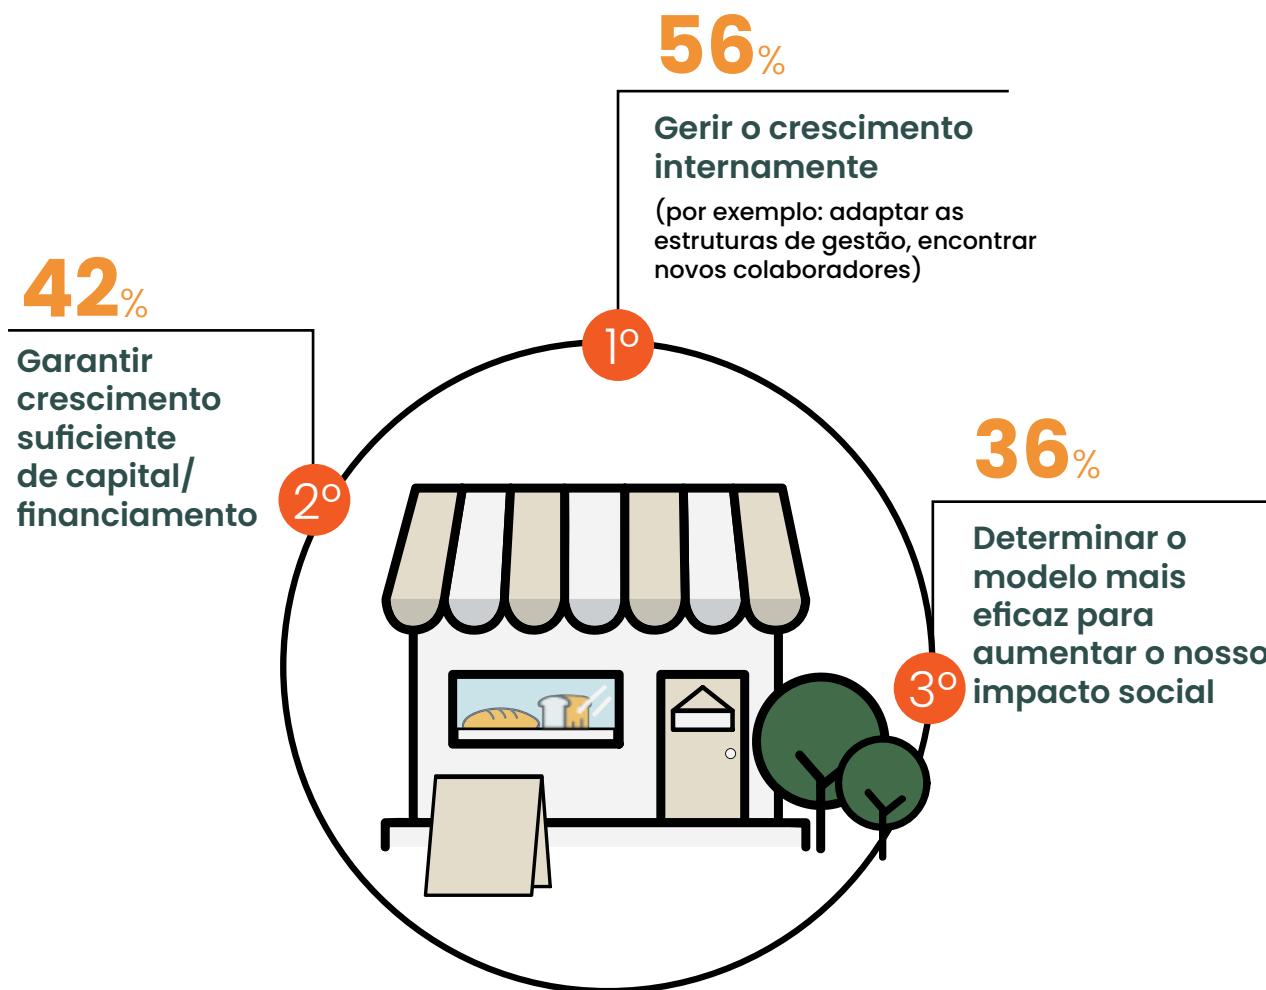 56%
Gerir o crescimento
internamente
(por exemplo: adaptar as
estruturas de gestão, encontrar
novos colaboradores)
1º
42%
Garantir
crescimento
suficiente
de capital/
financiamento
2º
36%
Determinar o
modelo mais
eficaz para
aumentar o nosso
impacto social
3º